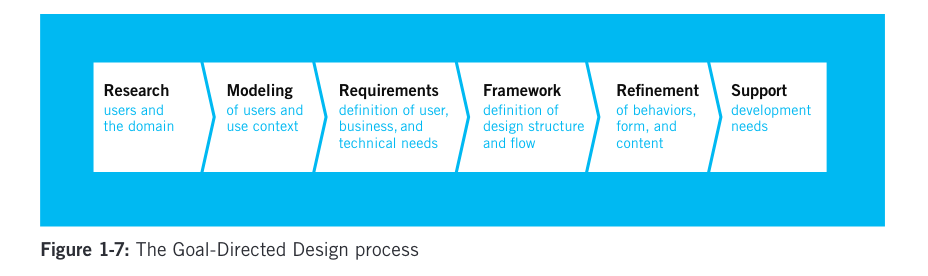 Research
users and
the domain
Modeling
of users and
use context
Requirements
definition of user,
business, and
technical needs
Framework
definition of
design structure
and flow
Refinement
of behaviors,
form, and
content
Support
development
needs
Figure 1-7: The Goal-Directed Design process